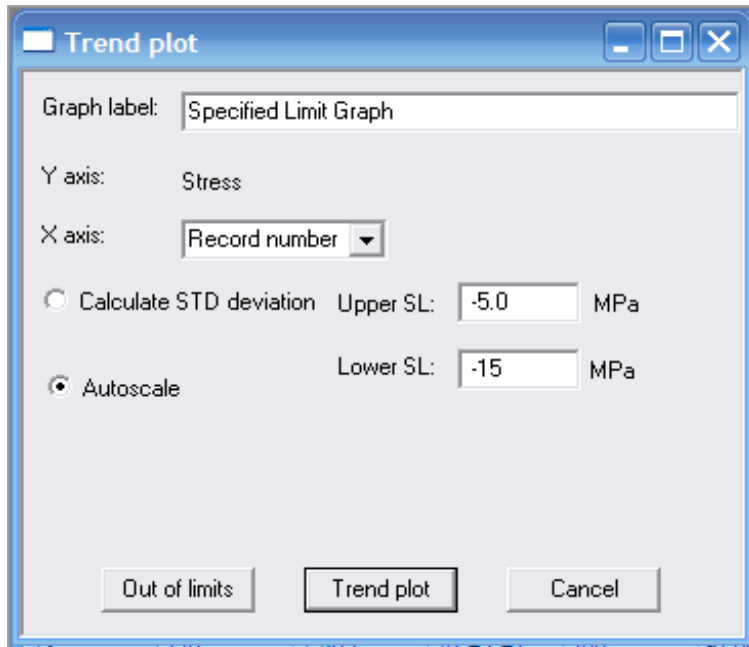 Trend plot
Graph label: Specified Limit Graph
Y axis: Stress
X axis: Record number
Calculate STD deviation Upper SL: -5.0 MPa
Lower SL: -15 MPa
Autoscale
Out of limits Trend plot Cancel